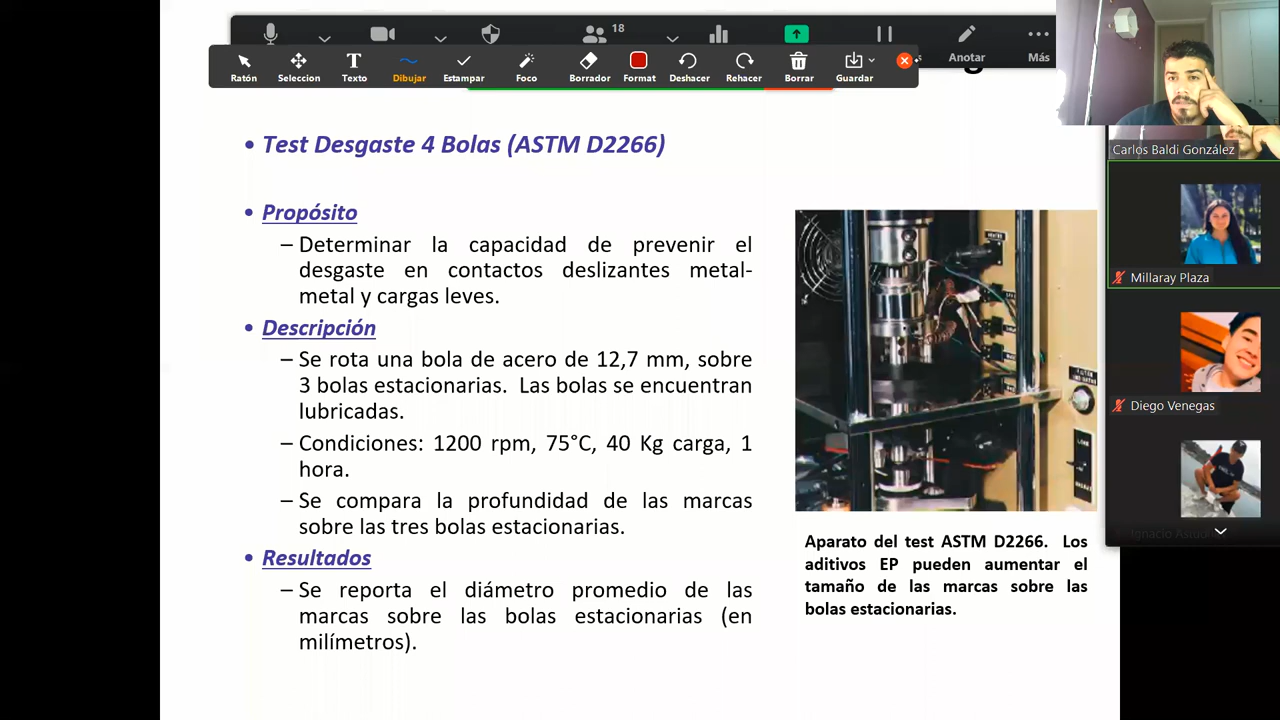 18
Anotar
Más
Ratón
Seleccion
Texto
Dibujar
Estampar
Foco
Borrador
Format
Deshacer
Rehacer
Borrar
Guardar
• Test Desgaste 4 Bolas (ASTM D2266)
• Propósito
– Determinar la capacidad de prevenir el
desgaste en contactos deslizantes metal-
metal y cargas leves.
• Descripción
– Se rota una bola de acero de 12,7 mm, sobre
3 bolas estacionarias. Las bolas se encuentran
lubricadas.
– Condiciones: 1200 rpm, 75°C, 40 Kg carga, 1
hora.
– Se compara la profundidad de las marcas
sobre las tres bolas estacionarias.
• Resultados
– Se reporta el diámetro promedio de las
marcas sobre las bolas estacionarias (en
milímetros).
Aparato del test ASTM D2266. Los
aditivos EP pueden aumentar el
tamaño de las marcas sobre las
bolas estacionarias.
Carlos Baldi González
Millaray Plaza
Diego Venegas
Ignacio